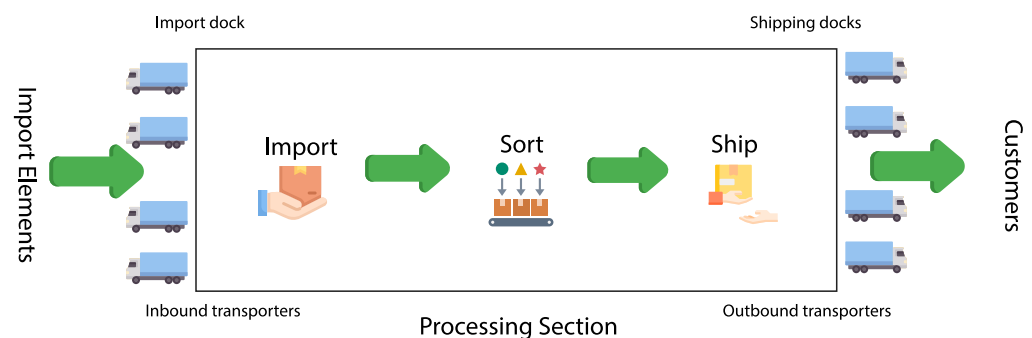 Import dock
Shipping docks
Import Elements
Import
Sort
Ship
Customers
Inbound transporters
Outbound transporters
Processing Section